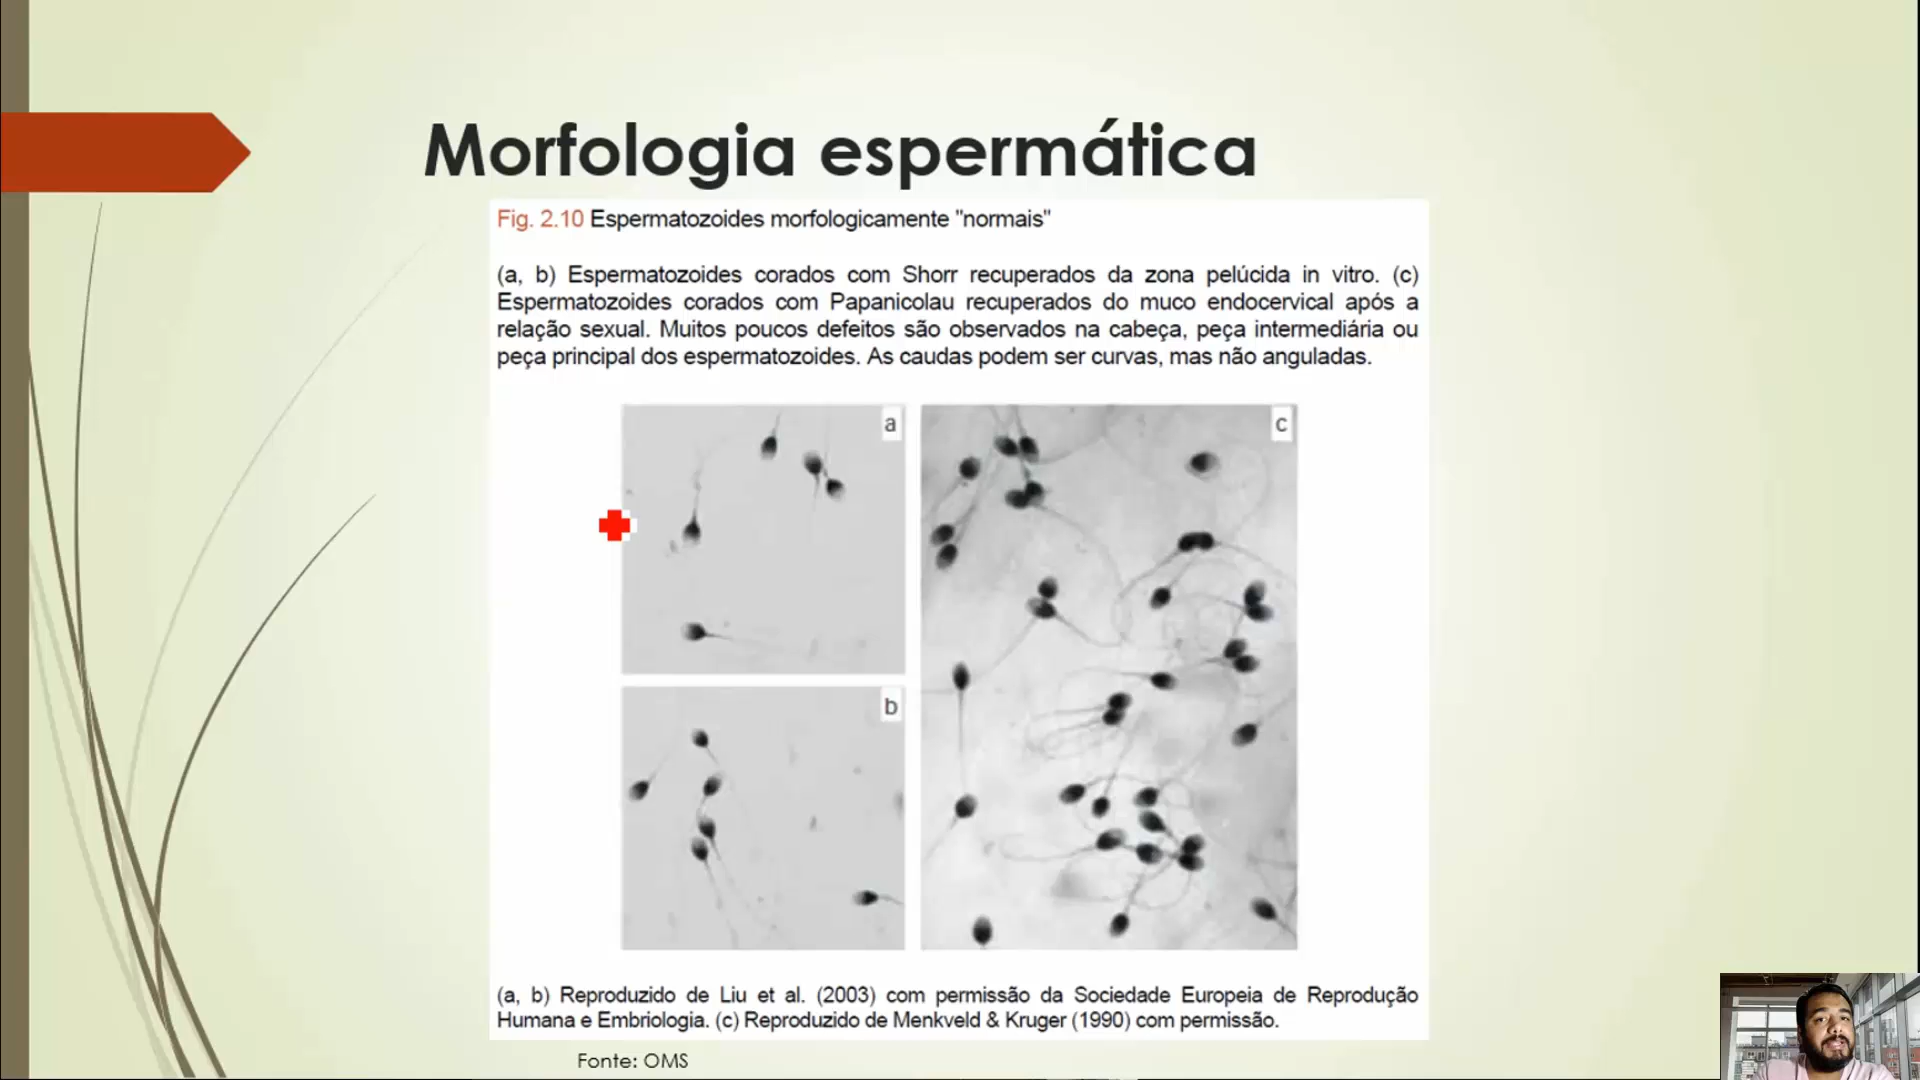 Morfologia espermática
Fig. 2.10 Espermatozoides morfologicamente "normais"
(a, b) Espermatozoides corados com Shorr recuperados da zona pelúcida in vitro. (c)
Espermatozoides corados com Papanicolau recuperados do muco endocervical após a
relação sexual. Muitos poucos defeitos são observados na cabeça, peça intermediária ou
peça principal dos espermatozoides. As caudas podem ser curvas, mas não anguladas.
a
c
b
(a, b) Reproduzido de Liu et al. (2003) com permissão da Sociedade Europeia de Reprodução
Humana e Embriologia. (c) Reproduzido de Menkveld & Kruger (1990) com permissão.
Fonte: OMS